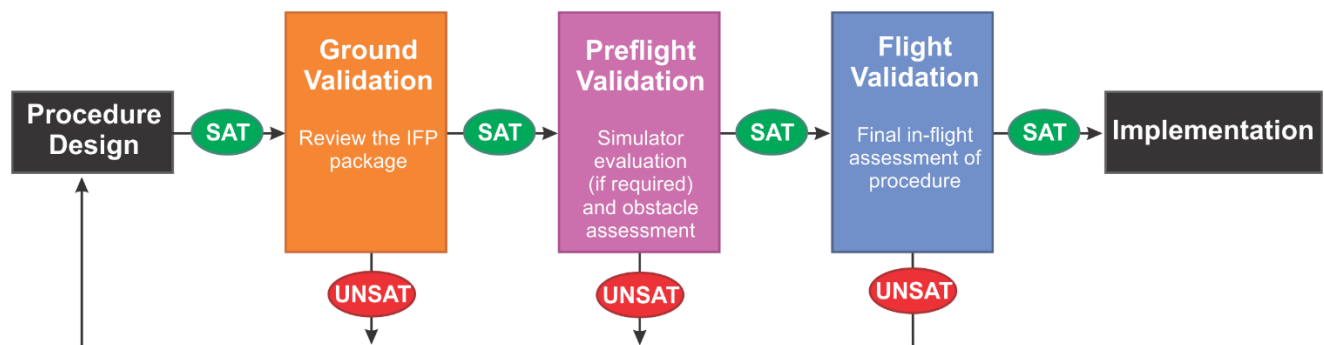 Procedure
Design
SAT
Ground
Validation
Review the IFP
package
SAT
Preflight
Validation
Simulator
evaluation
(if required)
and obstacle
assessment
SAT
Flight
Validation
Final in-flight
assessment of
procedure
SAT
Implementation
UNSAT
UNSAT
UNSAT